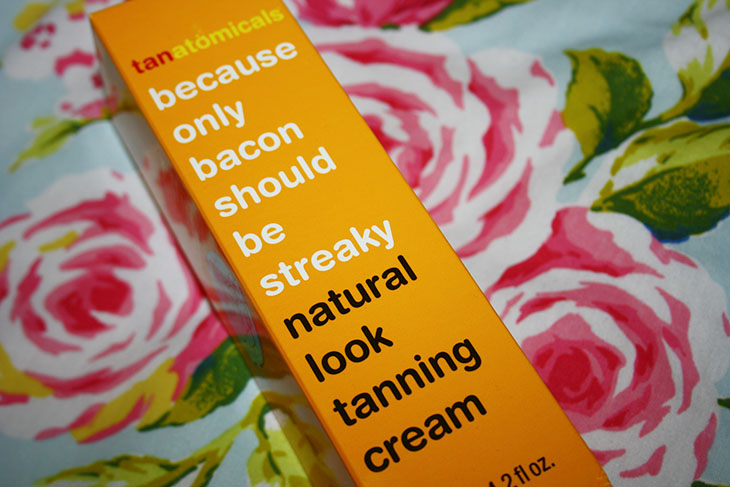 tanatomicals
because
only
bacon
should
be
streaky
natural
look
tanning
cream
4.2 fl oz.